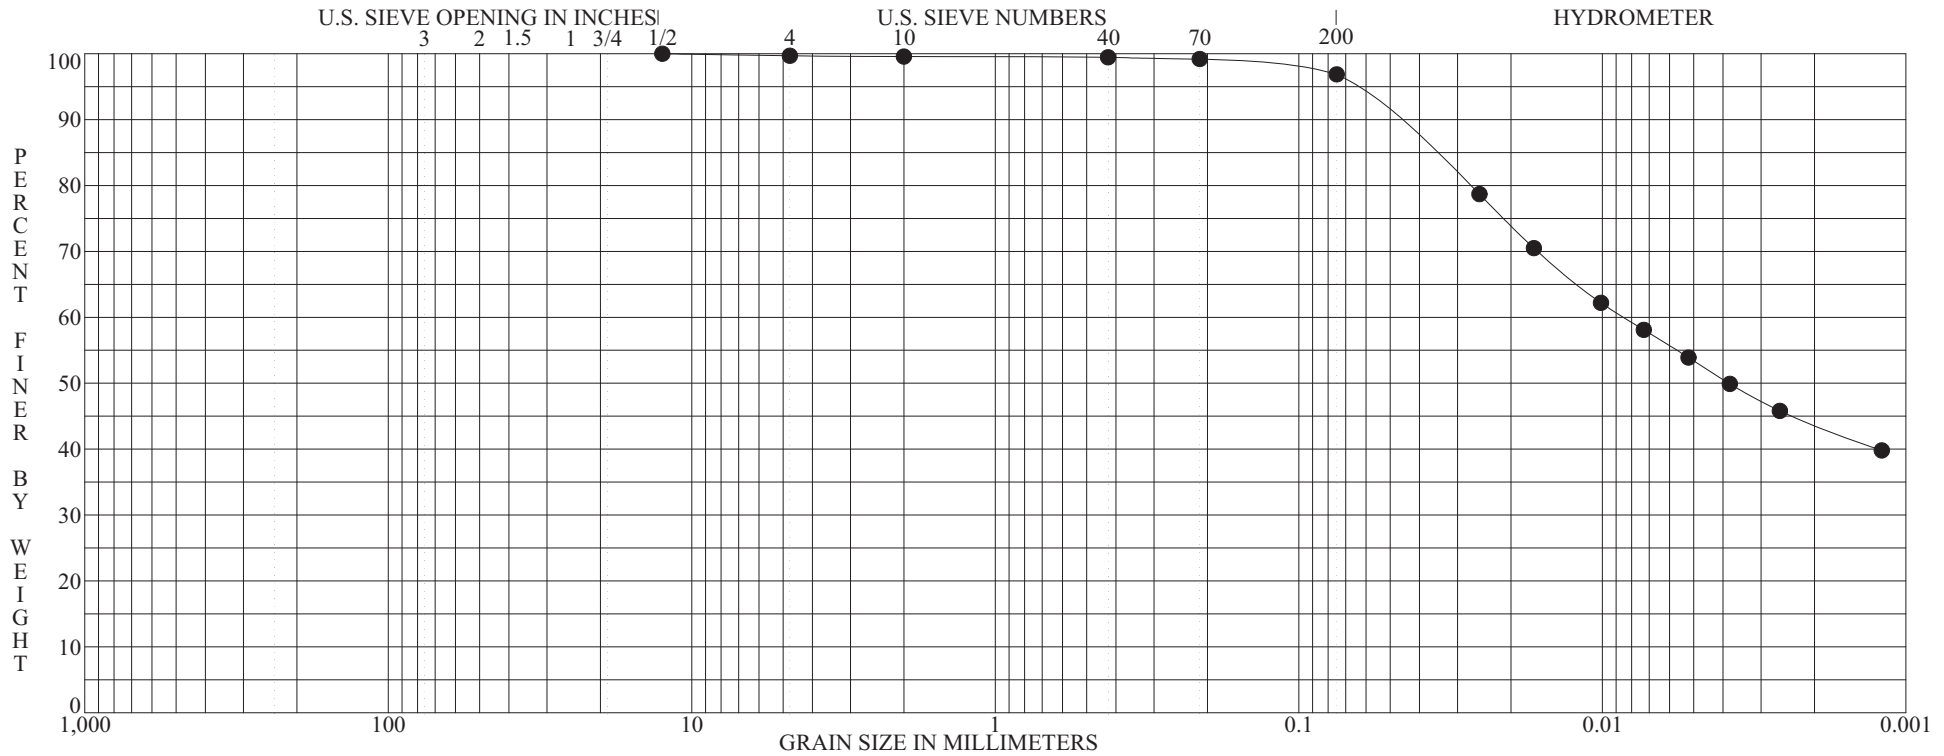 U.S. SIEVE OPENING IN INCHES U.S. SIEVE NUMBERS HYDROMETER
3 2 1.5 1 3/4 1/2 4 10 40 70 200
100
90
80
70
60
50
40
30
20
10
0
PERCENT FINER BY WEIGHT
1,000 100 10 1 0.1 0.01 0.001
GRAIN SIZE IN MILLIMETERS